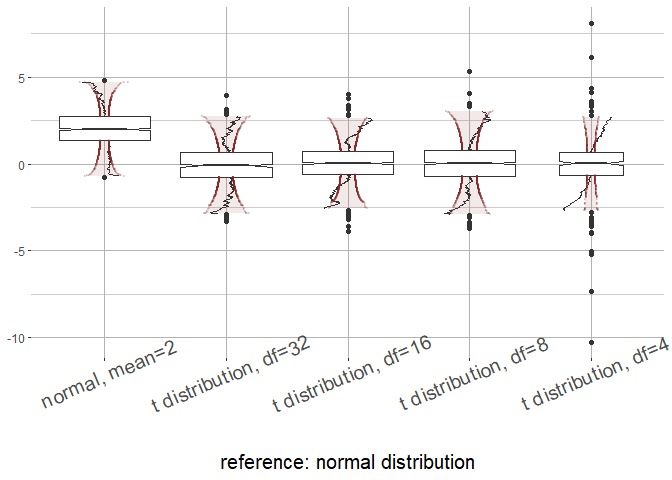 5
0
-5
-10
normal, mean=2
t distribution, df=32
t distribution, df=16
t distribution, df=8
t distribution, df=4
reference: normal distribution